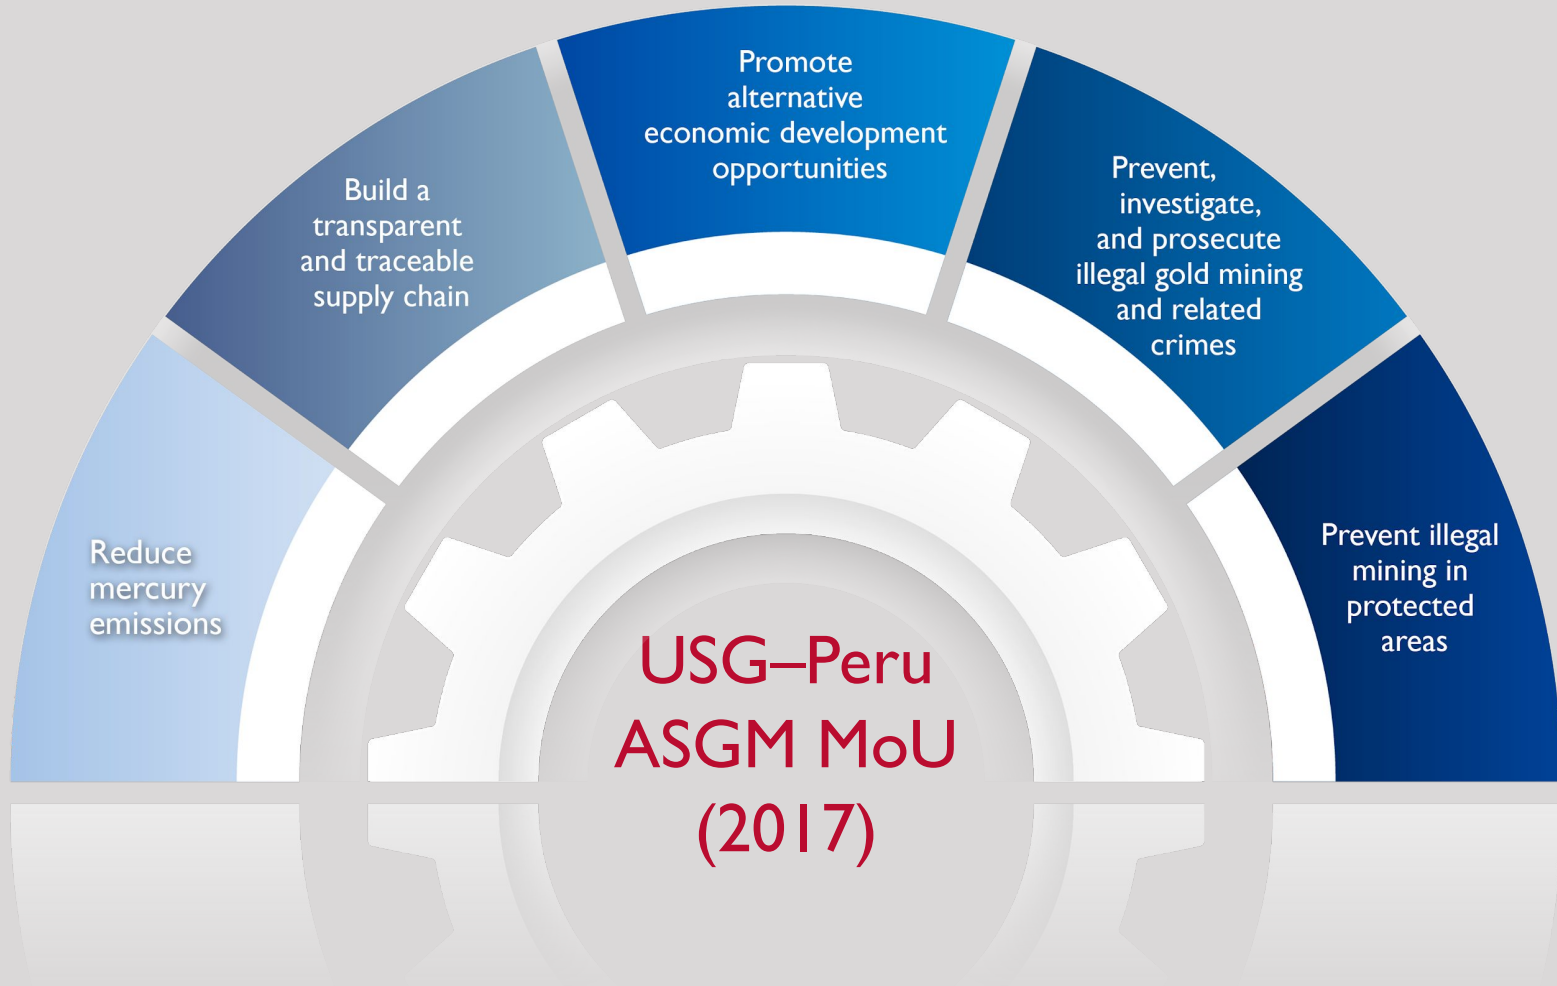 Reduce
mercury
emissions
Build a
transparent
and traceable
supply chain
Promote
alternative
economic development
opportunities
Prevent,
investigate,
and prosecute
illegal gold mining
and related
crimes
Prevent illegal
mining in
protected
areas
USG–Peru
ASGM MoU
(2017)